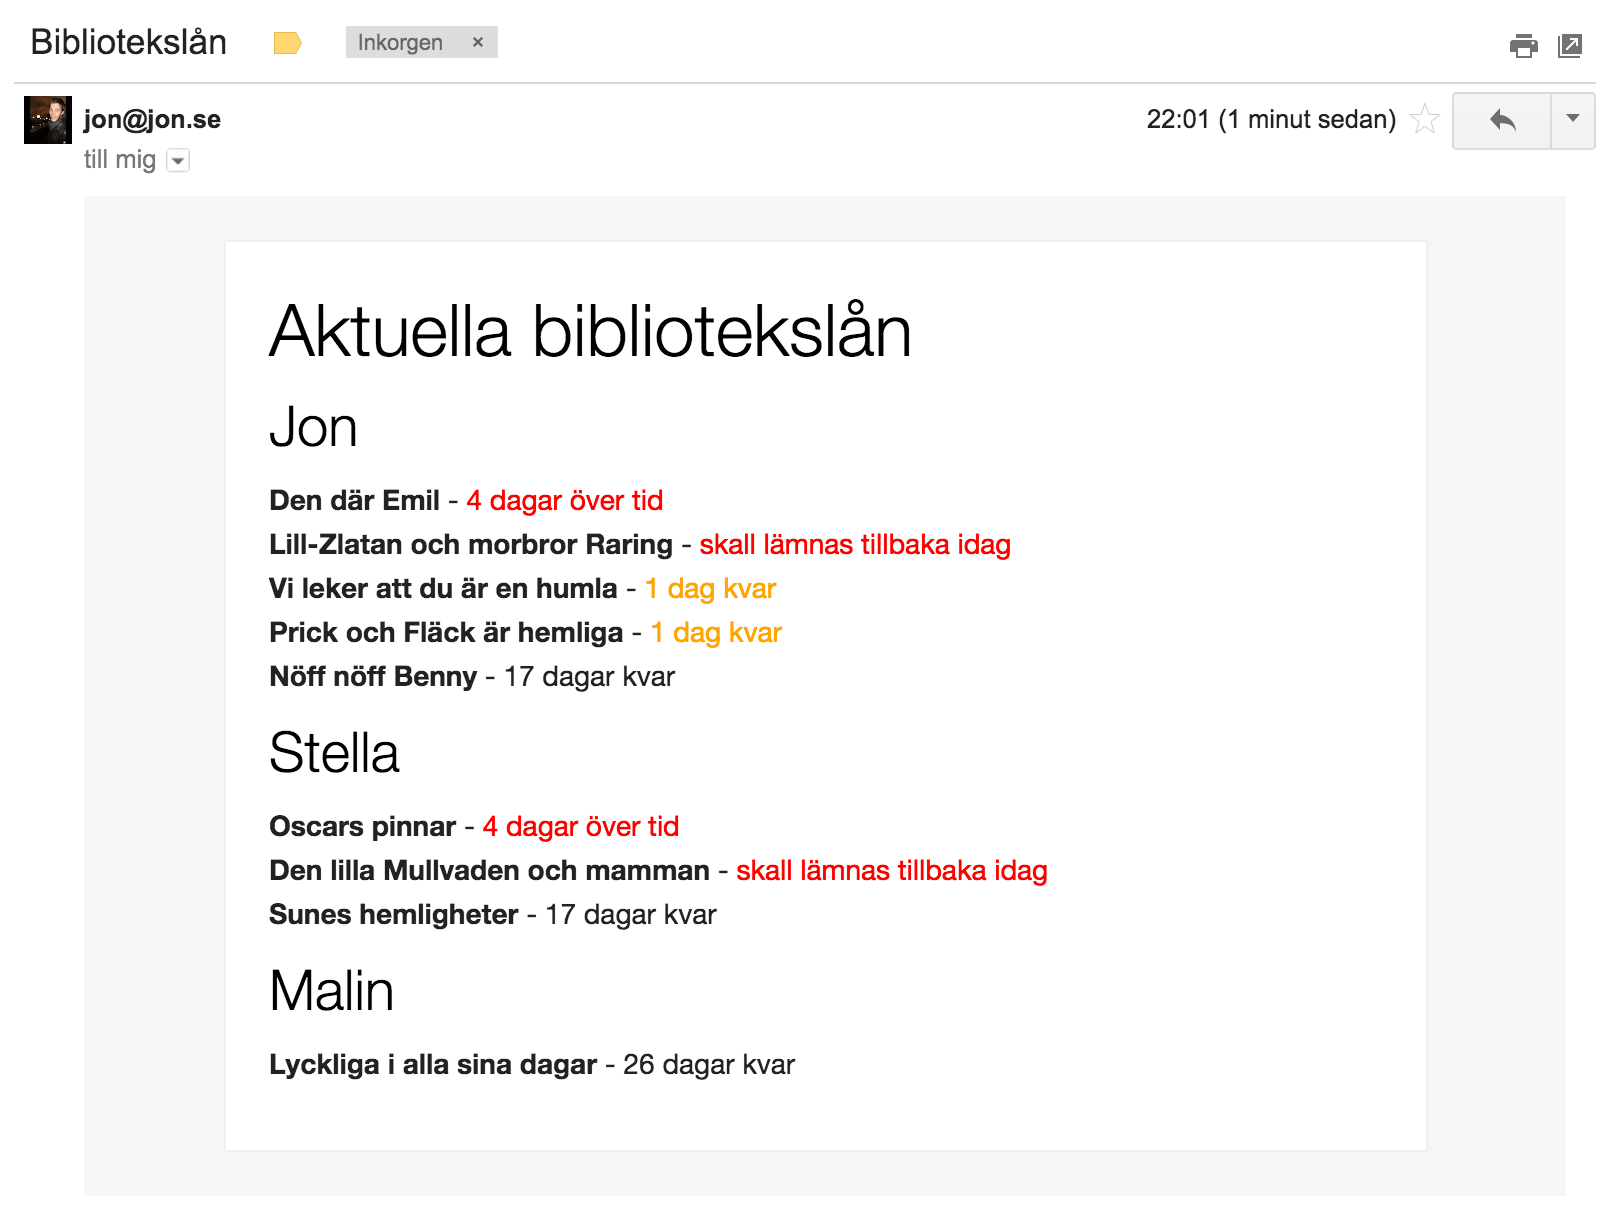 Bibliotekslån Inkorgen ×
jon@jon.se 22:01 (1 minut sedan)
till mig
Aktuella bibliotekslån
Jon
Den där Emil - 4 dagar över tid
Lill-Zlatan och morbror Raring - skall lämnas tillbaka idag
Vi leker att du är en humla - 1 dag kvar
Prick och Fläck är hemliga - 1 dag kvar
Nöff nöff Benny - 17 dagar kvar
Stella
Oscars pinnar - 4 dagar över tid
Den lilla Mullvaden och mamman - skall lämnas tillbaka idag
Sunes hemligheter - 17 dagar kvar
Malin
Lyckliga i alla sina dagar - 26 dagar kvar